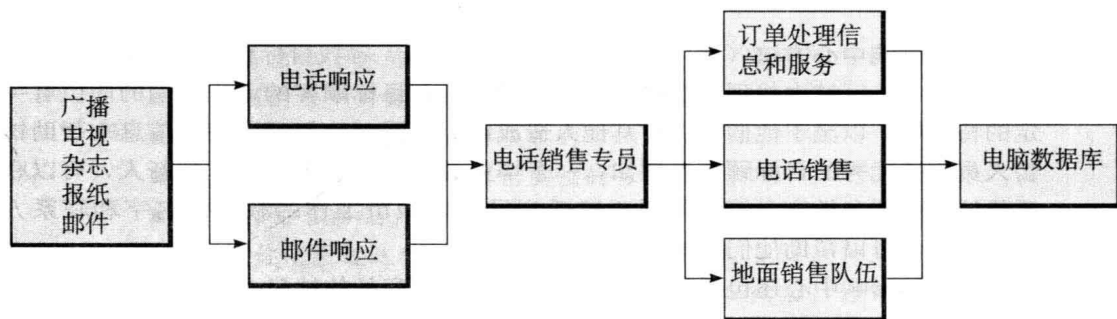 广播
电视
杂志
报纸
邮件
电话响应
邮件响应
电话销售专员
订单处理信
息和服务
电话销售
地面销售队伍
电脑数据库